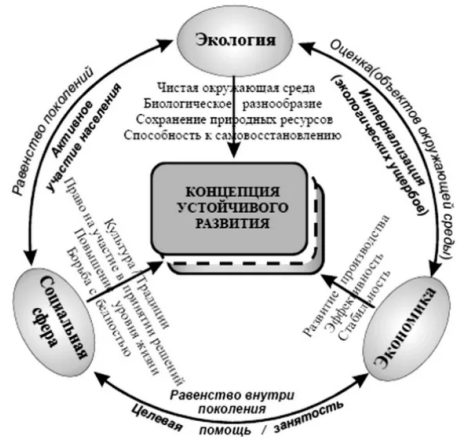 Экология
Чистая окружающая среда
Биологическое разнообразие
Сохранение природных ресурсов
Способность к самовосстановлению
Равенство поколений
Активное
участие населения
Оценка(объектов окружающей среды)
Интернализация
(экологических ущербов)
КОНЦЕПЦИЯ
УСТОЙЧИВОГО
РАЗВИТИЯ
Культура /Традиции
Право на участие в принятии решений
Повышение уровня жизни
Борьба с бедностью
Развитие производства
Эффективность
Стабильность
Социальная
сфера
Экономика
Равенство внутри
поколения
Целевая помощь / занятость